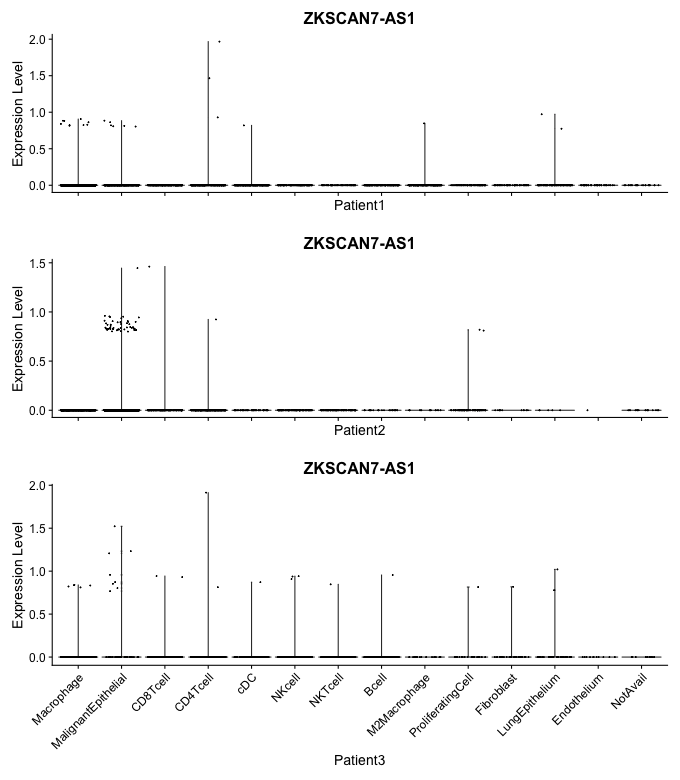 ZKSCAN7-AS1
Expression Level
2.0
1.5
1.0
0.5
0.0
Patient1
ZKSCAN7-AS1
Expression Level
1.5
1.0
0.5
0.0
Patient2
ZKSCAN7-AS1
Expression Level
2.0
1.5
1.0
0.5
0.0
Macrophage
MalignantEpithelial
CD8Tcell
CD4Tcell
cDC
NKcell
NKTcell
Bcell
M2Macrophage
ProliferatingCell
Fibroblast
LungEpithelium
Endothelium
NotAvail
Patient3